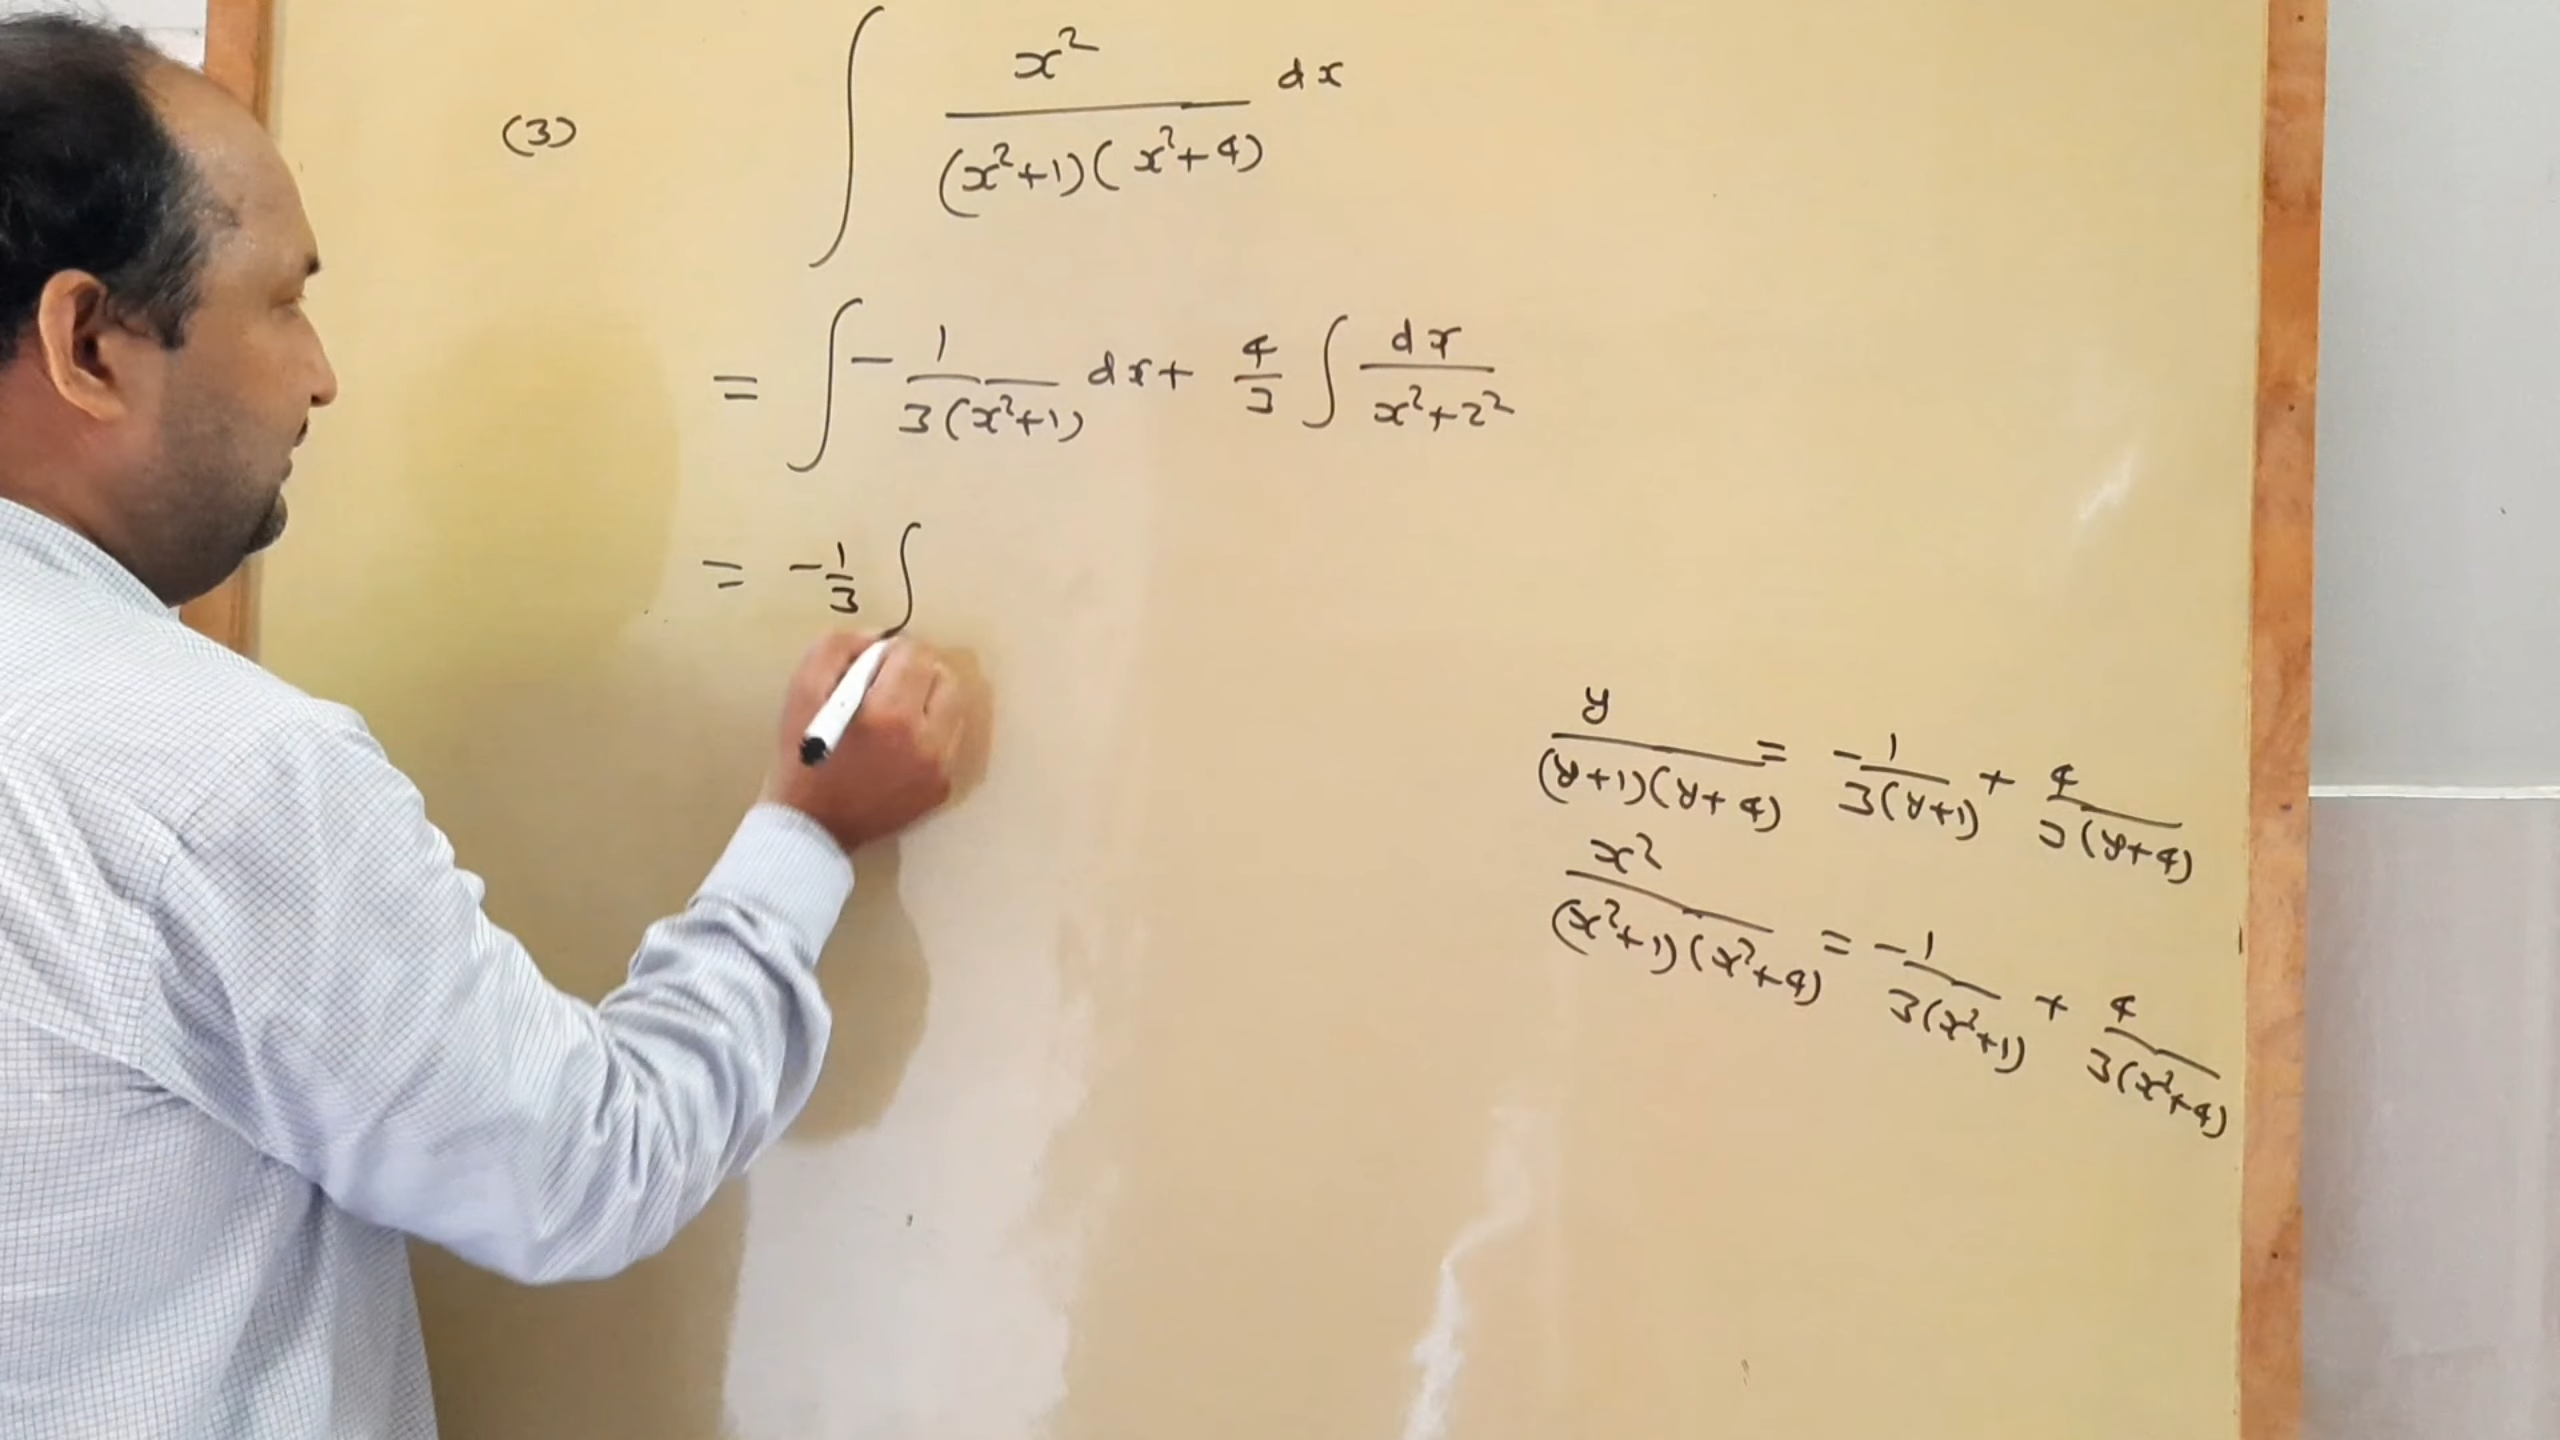 (3) ∫ x² / (x²+1)(x²+4) dx
= ∫ - 1 / 3(x²+1) dx + 4/3 ∫ dx / x²+2²
= -1/3 ∫
y / (y+1)(y+4) = - 1 / 3(y+1) + 4 / 3(y+4)
x² / (x²+1)(x²+4) = - 1 / 3(x²+1) + 4 / 3(x²+4)